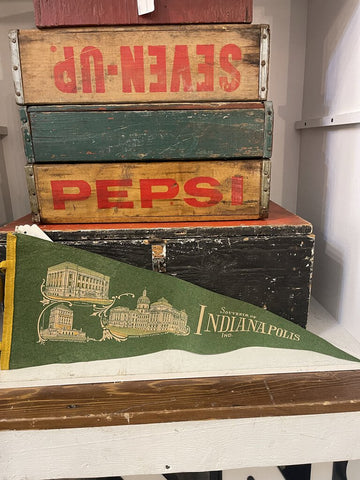 SEVEN-UP.
PEPSI
SOUVENIR OF
INDIANAPOLIS
IND.